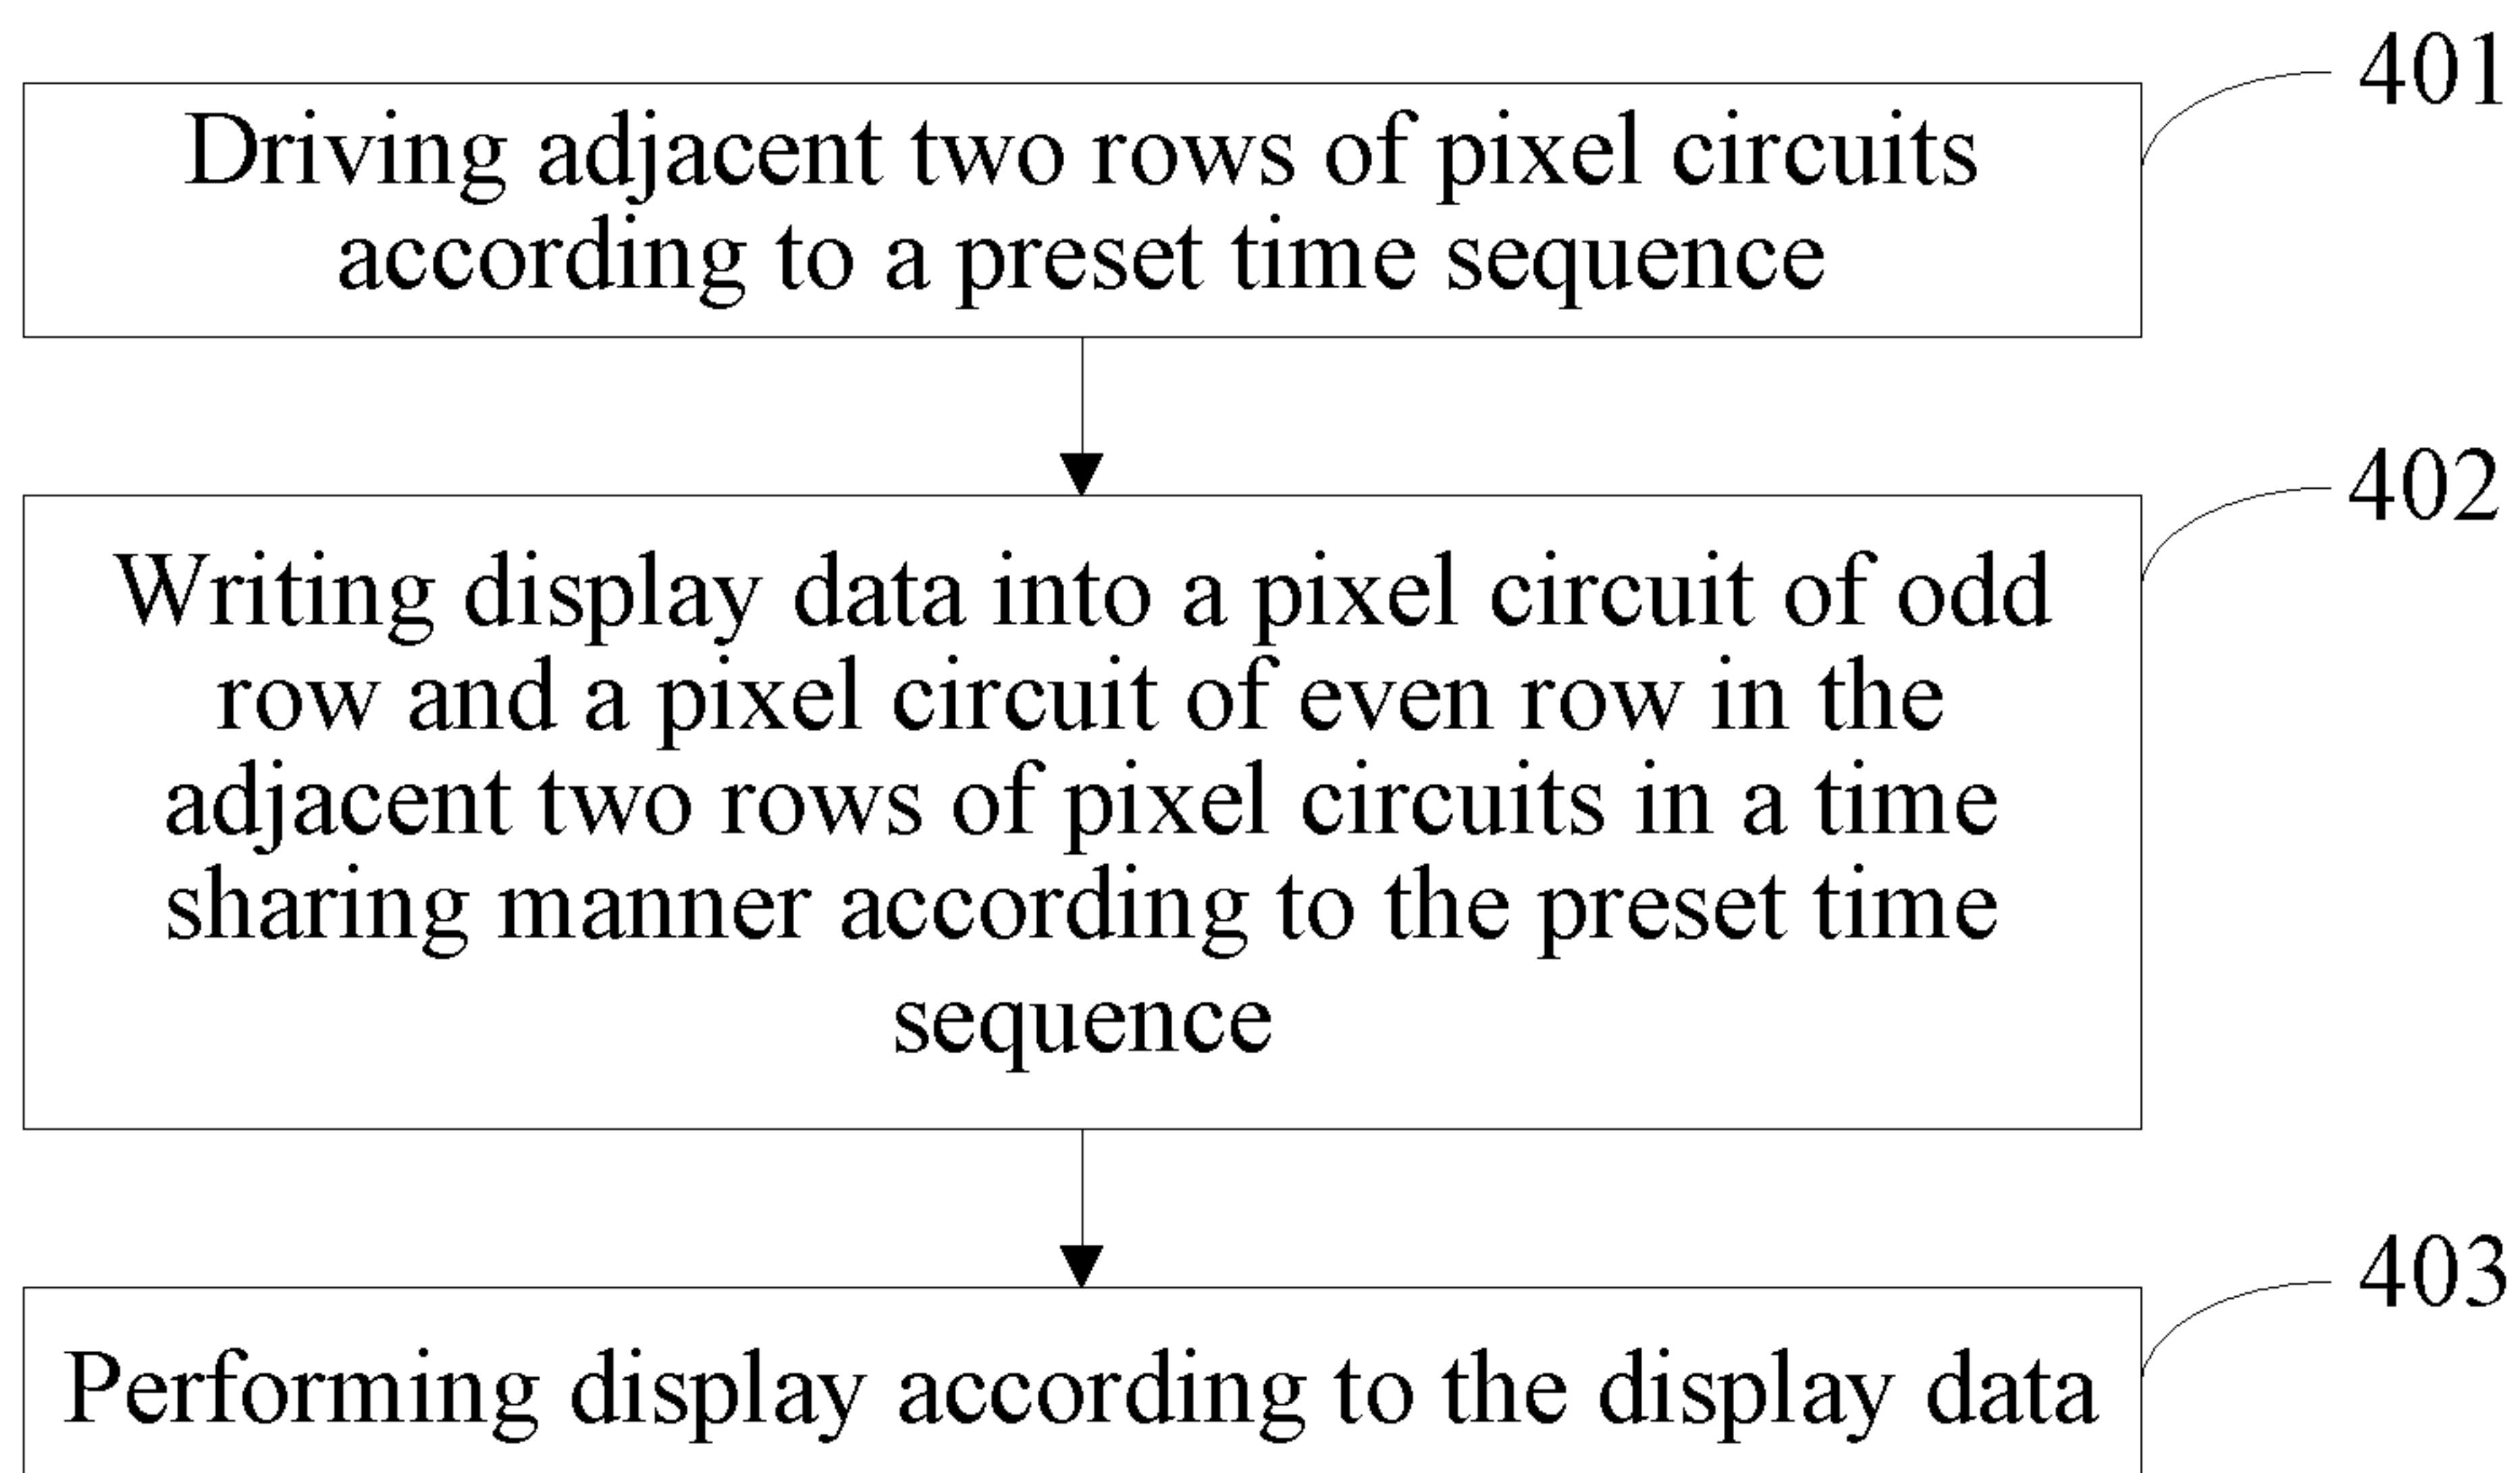 401
Driving adjacent two rows of pixel circuits
according to a preset time sequence
402
Writing display data into a pixel circuit of odd
row and a pixel circuit of even row in the
adjacent two rows of pixel circuits in a time
sharing manner according to the preset time
sequence
403
Performing display according to the display data